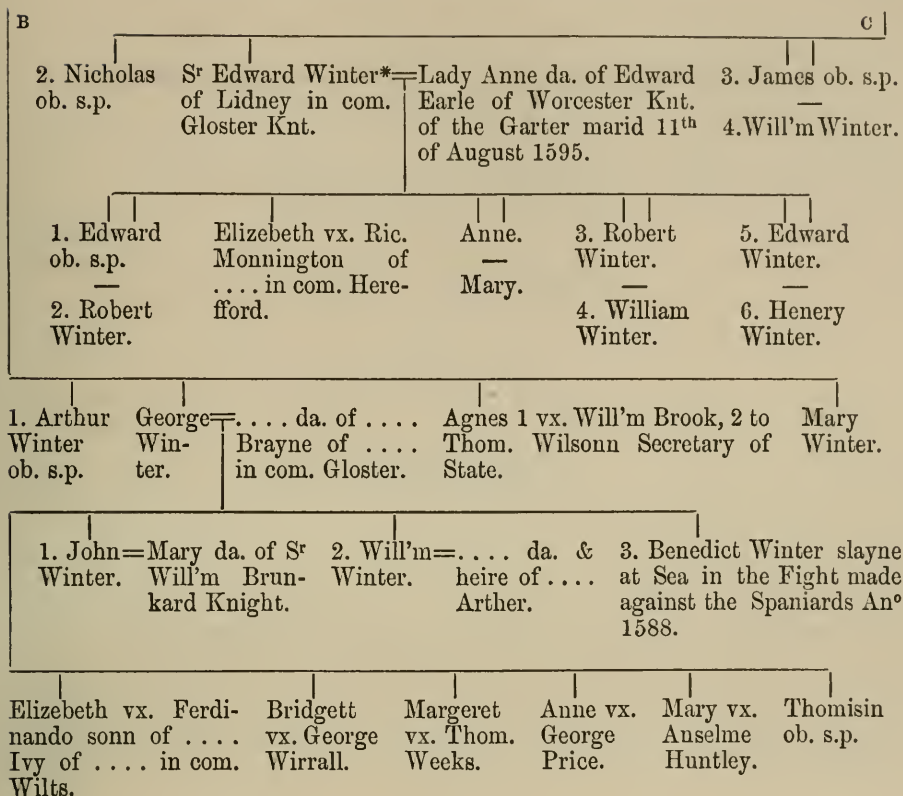 B
C
2. Nicholas
ob. s.p.
Sr Edward Winter*
of Lidney in com.
Gloster Knt.
Lady Anne da. of Edward
Earle of Worcester Knt.
of the Garter marid 11th
of August 1595.
3. James ob. s.p.
—
4. Will'm Winter.
1. Edward
ob. s.p.
—
2. Robert
Winter.
Elizebeth vx. Ric.
Monnington of
.... in com. Here-
fford.
Anne.
—
Mary.
3. Robert
Winter.
—
4. William
Winter.
5. Edward
Winter.
—
6. Henery
Winter.
1. Arthur
Winter
ob. s.p.
George
Win-
ter.
.... da. of ....
Brayne of ....
in com. Gloster.
Agnes 1 vx. Will'm Brook, 2 to
Thom. Wilsonn Secretary of
State.
Mary
Winter.
1. John=
Winter.
Mary da. of Sr
Will'm Brun-
kard Knight.
2. Will'm=
Winter.
.... da. &
heire of ....
Arther.
3. Benedict Winter slayne
at Sea in the Fight made
against the Spaniards Ano
1588.
Elizebeth vx. Ferdi-
nando sonn of ....
Ivy of .... in com.
Wilts.
Bridgett
vx. George
Wirrall.
Margeret
vx. Thom.
Weeks.
Anne vx.
George
Price.
Mary vx.
Anselme
Huntley.
Thomisin
ob. s.p.